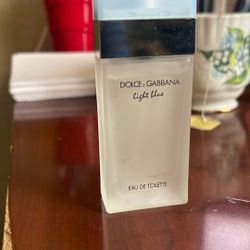 DOLCE & GABBANA
light blue
EAU DE TOILETTE